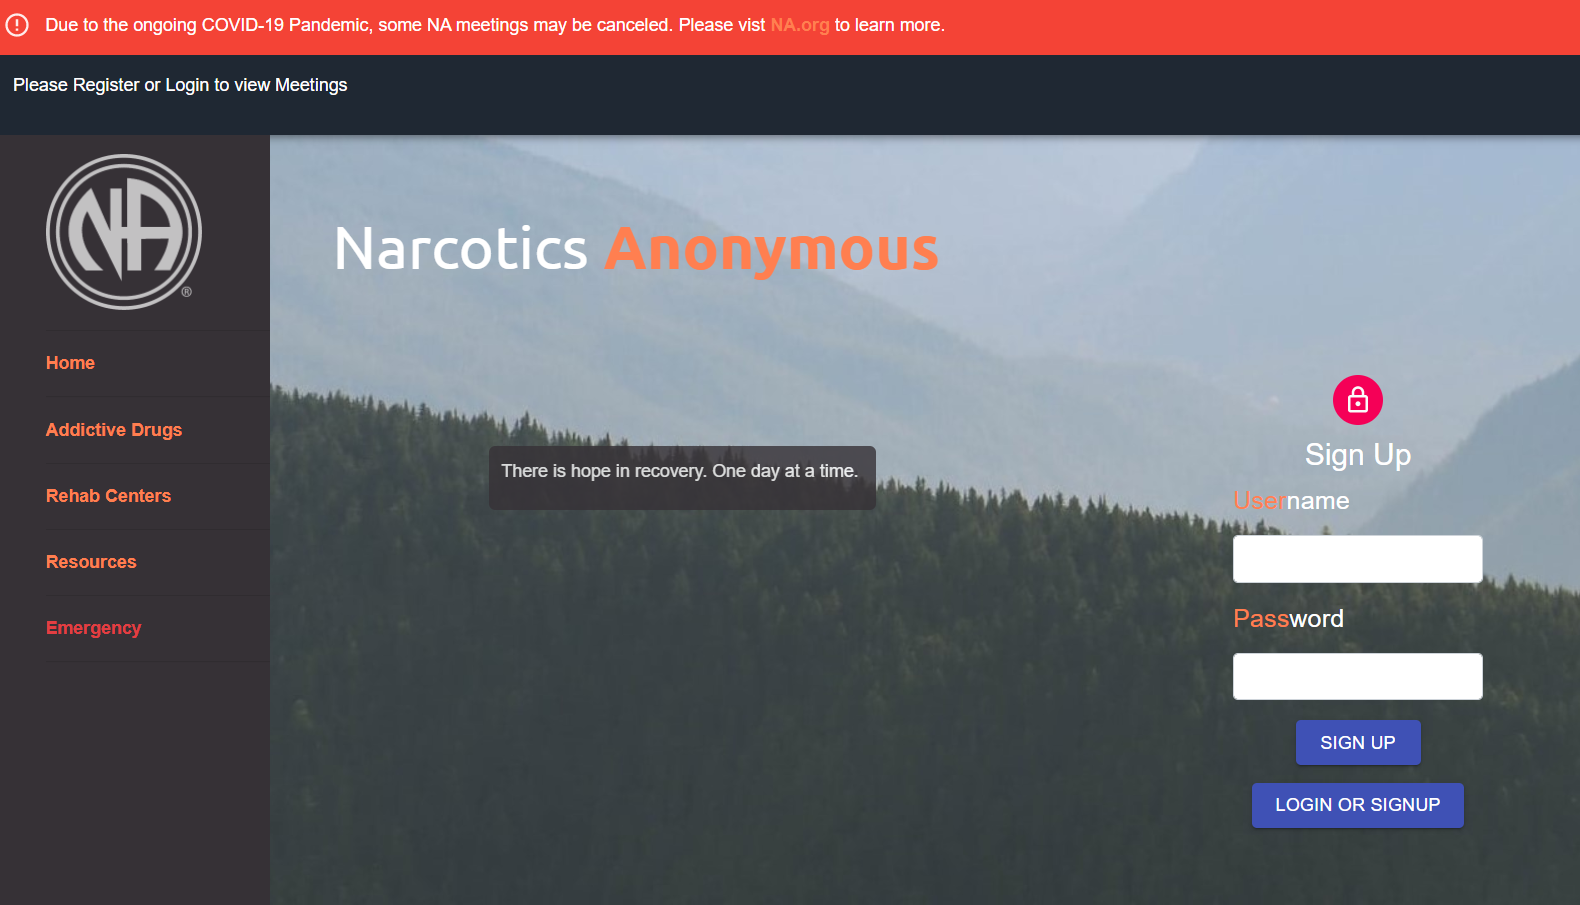 Due to the ongoing COVID-19 Pandemic, some NA meetings may be canceled. Please vist NA.org to learn more.
Please Register or Login to view Meetings
NA
®
Narcotics Anonymous
Home
Addictive Drugs
Rehab Centers
Resources
Emergency
There is hope in recovery. One day at a time.
Sign Up
Username
Password
SIGN UP
LOGIN OR SIGNUP